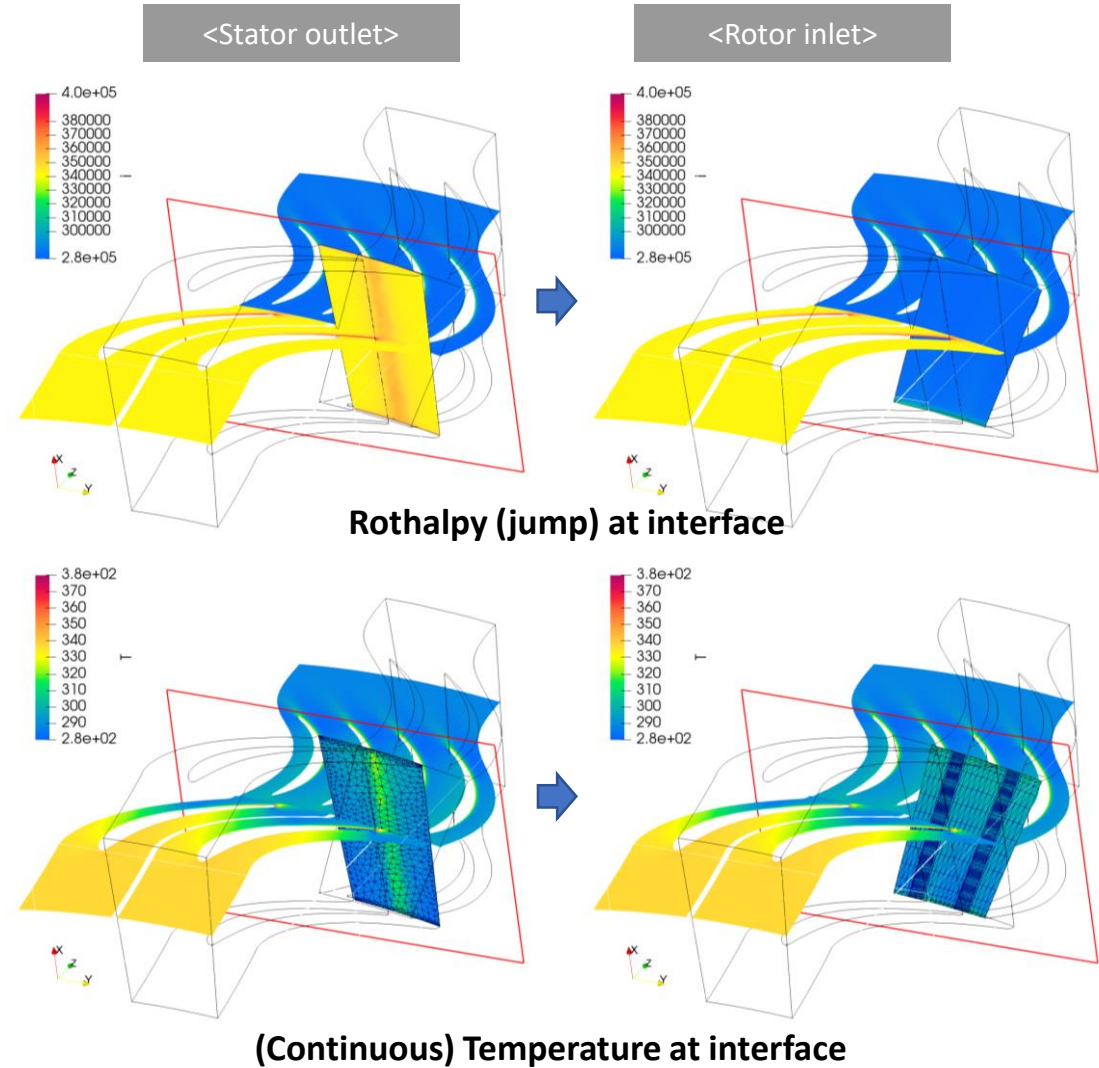 <Stator outlet>
<Rotor inlet>
4.0e+05
380000
370000
360000
350000
340000
330000
320000
310000
300000
2.8e+05
i
X
Z
Y
4.0e+05
380000
370000
360000
350000
340000
330000
320000
310000
300000
2.8e+05
i
X
Z
Y
Rothalpy (jump) at interface
3.8e+02
370
360
350
340
330
320
310
300
290
2.8e+02
T
X
Z
Y
3.8e+02
370
360
350
340
330
320
310
300
290
2.8e+02
T
X
Z
Y
(Continuous) Temperature at interface